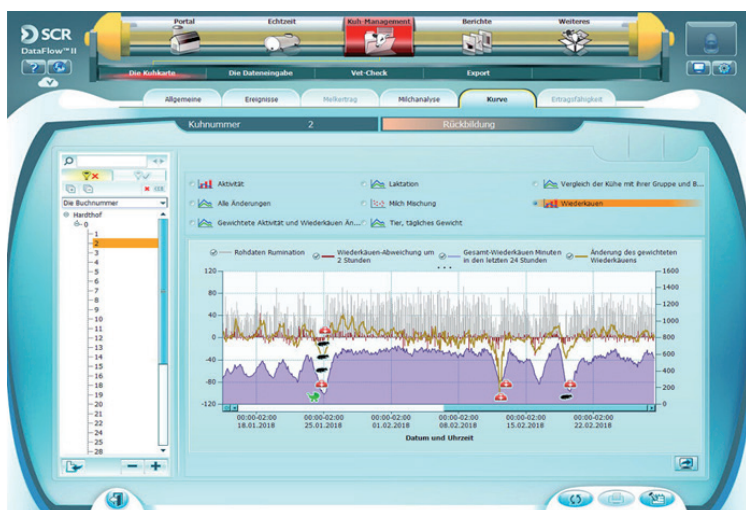 SCR
DataFlow™ II
Portal
Echtzeit
Kuh-Management
Berichte
Weiteres
Die Kuhkarte
Die Dateneingabe
Vet-Check
Export
Allgemeine
Ereignisse
Melkertrag
Milchanalyse
Kurve
Ertragsfähigkeit
Kuhnummer 2 Rückbildung
Die Buchnummer
Hardthof
0
1
2
3
4
5
6
7
8
9
10
11
12
13
14
15
16
18
19
20
21
22
24
25
28
Aktivität
Laktation
Vergleich der Kühe mit ihrer Gruppe und B...
Alle Änderungen
Milch Mischung
Wiederkauen
Gewichtete Aktivität und Wiederkäuen Än...
Tier, tägliches Gewicht
Rohdaten Rumination
Wiederkäuen-Abweichung um
2 Stunden
Gesamt-Wiederkäuen Minuten
in den letzten 24 Stunden
Änderung des gewichteten
Wiederkäuens
120
80
40
0
-40
-80
-120
1600
1400
1200
1000
800
600
400
200
0
00:00-02:00
18.01.2018
00:00-02:00
25.01.2018
00:00-02:00
01.02.2018
00:00-02:00
08.02.2018
00:00-02:00
15.02.2018
00:00-02:00
22.02.2018
Datum und Uhrzeit